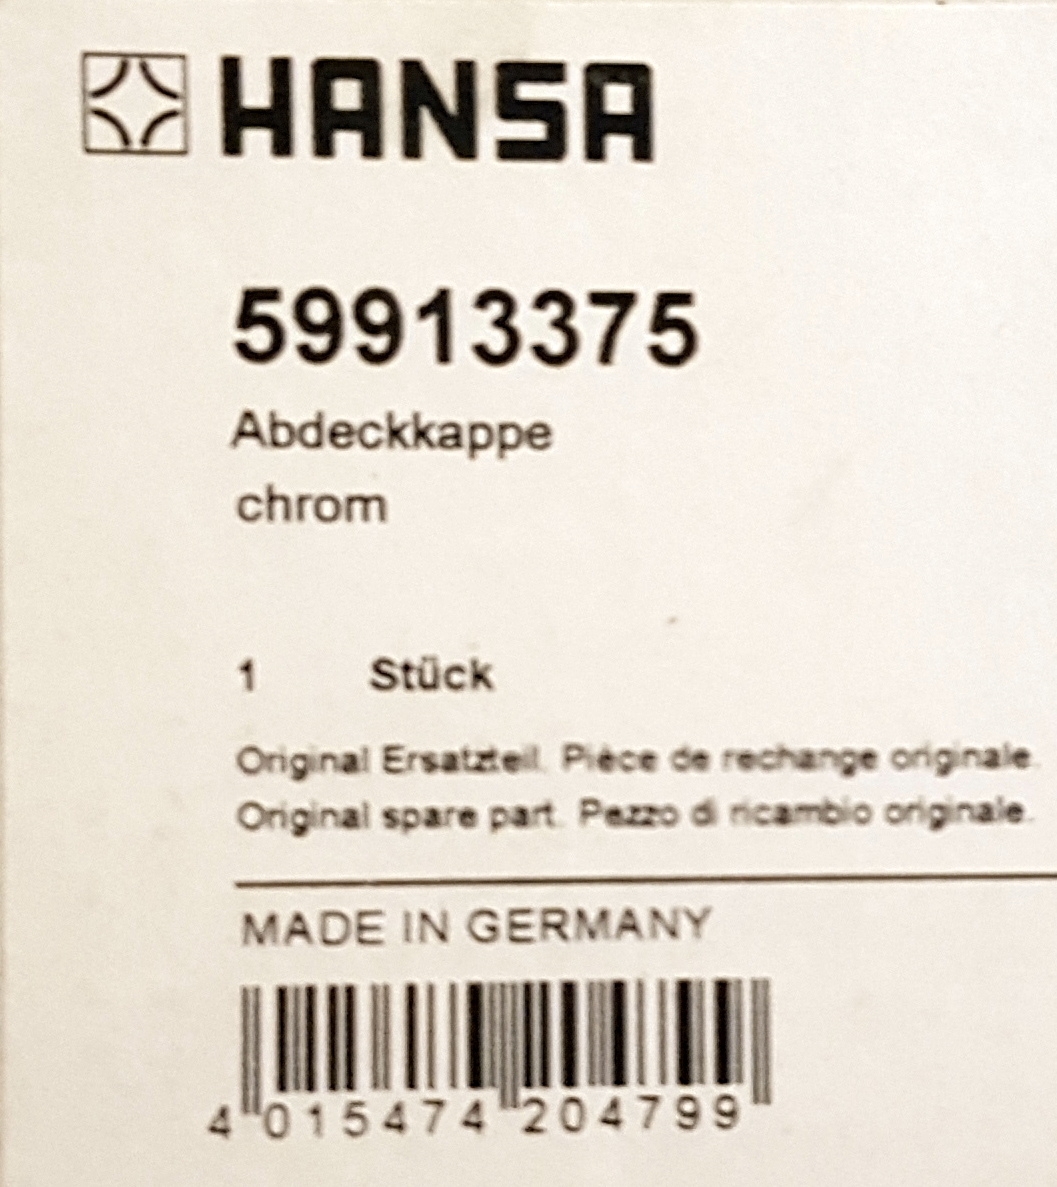 HANSA
59913375
Abdeckkappe
chrom
1 Stück
Original Ersatzteil. Pièce de rechange originale.
Original spare part. Pezzo di ricambio originale.
MADE IN GERMANY
4 015474 204799